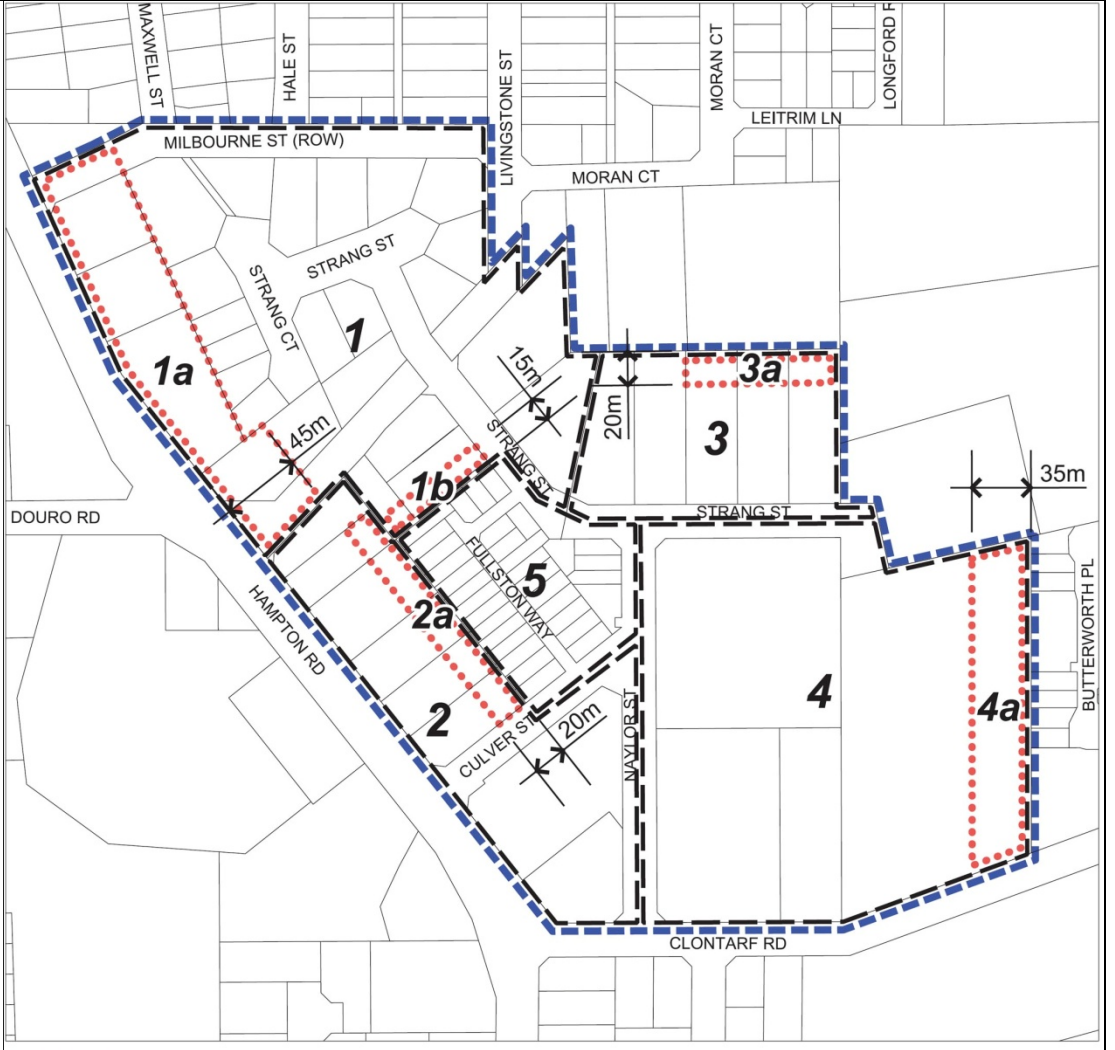 MAXWELL ST
HALE ST
LIVINGSTONE ST
MORAN CT
LONGFORD
LEITRIM LN
MILBOURNE ST (ROW)
MORAN CT
STRANG ST
STRANG CT
1
1a
15m
20m
3a
3
45m
STRANG ST
1b
35m
DOURO RD
STRANG ST
FULLSTON WAY
5
HAMPTON RD
2a
BUTTERWORTH PL
4
4a
2
CULVER ST
20m
NAYLOR ST
CLONTARF RD